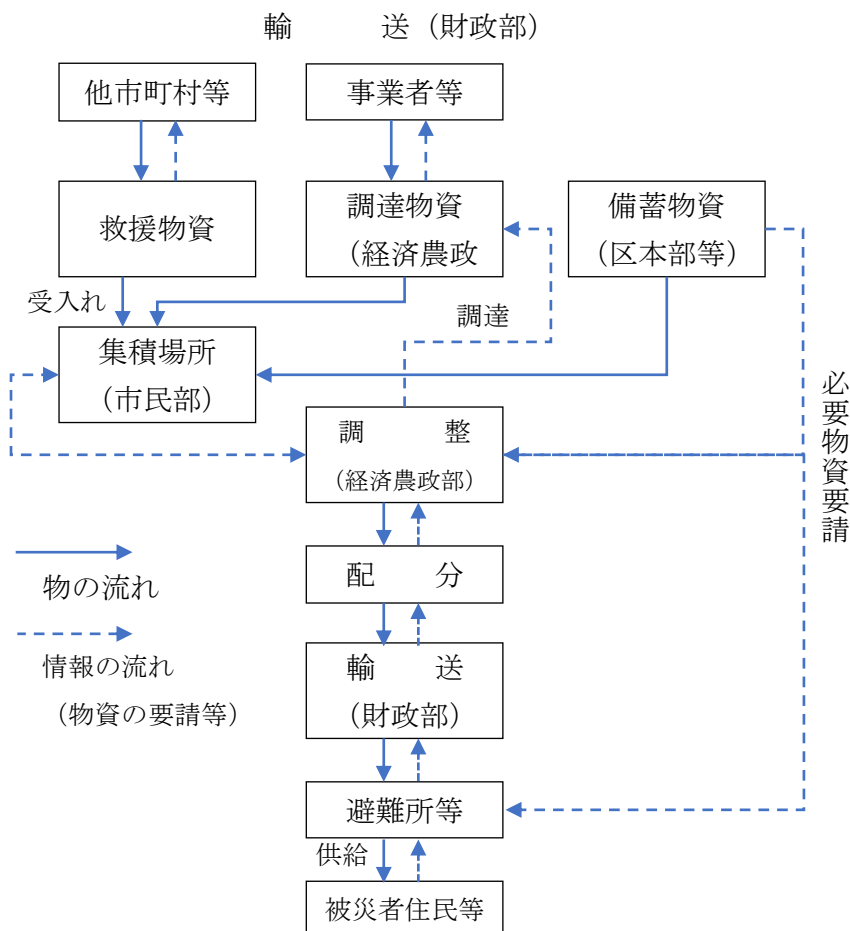 輸　　送（財政部）
他市町村等
事業者等
救援物資
調達物資
（経済農政
備蓄物資
（区本部等）
受入れ
調達
集積場所
（市民部）
必要物資要請
調　　整
（経済農政部）
配　　分
物の流れ
輸　　送
（財政部）
情報の流れ
（物資の要請等）
避難所等
供給
被災者住民等